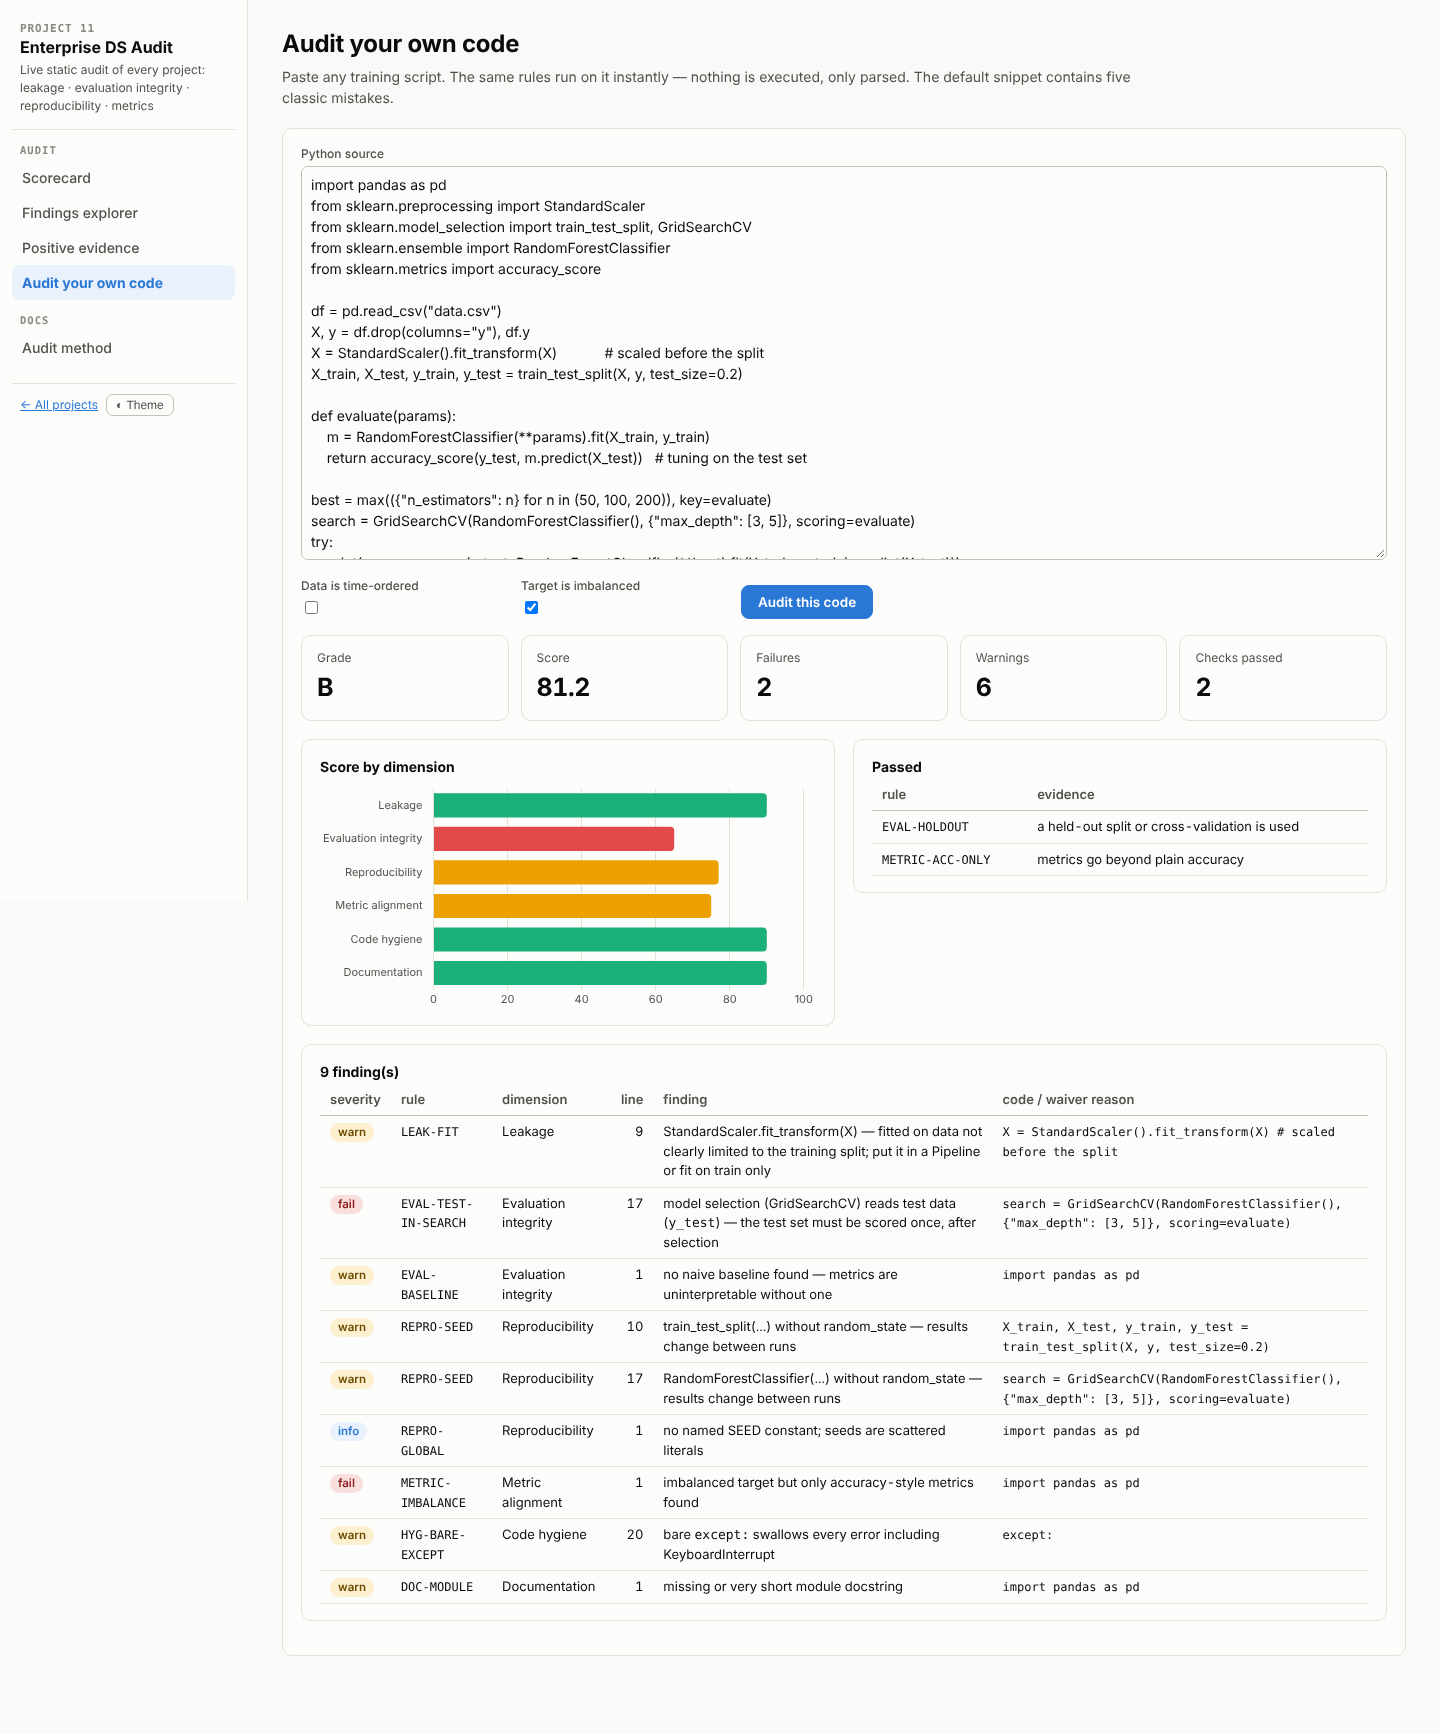 PROJECT 11
Enterprise DS Audit
Live static audit of every project:
leakage · evaluation integrity ·
reproducibility · metrics
AUDIT
Scorecard
Findings explorer
Positive evidence
Audit your own code
DOCS
Audit method
← All projects
Theme
Audit your own code
Paste any training script. The same rules run on it instantly — nothing is executed, only parsed. The default snippet contains five
classic mistakes.
Python source
import pandas as pd
from sklearn.preprocessing import StandardScaler
from sklearn.model_selection import train_test_split, GridSearchCV
from sklearn.ensemble import RandomForestClassifier
from sklearn.metrics import accuracy_score
df = pd.read_csv("data.csv")
X, y = df.drop(columns="y"), df.y
X = StandardScaler().fit_transform(X) # scaled before the split
X_train, X_test, y_train, y_test = train_test_split(X, y, test_size=0.2)
def evaluate(params):
m = RandomForestClassifier(**params).fit(X_train, y_train)
return accuracy_score(y_test, m.predict(X_test)) # tuning on the test set
best = max(({"n_estimators": n} for n in (50, 100, 200)), key=evaluate)
search = GridSearchCV(RandomForestClassifier(), {"max_depth": [3, 5]}, scoring=evaluate)
try:
Data is time-ordered
Target is imbalanced
Audit this code
Grade
B
Score
81.2
Failures
2
Warnings
6
Checks passed
2
Score by dimension
Leakage
Evaluation integrity
Reproducibility
Metric alignment
Code hygiene
Documentation
0 20 40 60 80 100
Passed
rule evidence
EVAL-HOLDOUT a held-out split or cross-validation is used
METRIC-ACC-ONLY metrics go beyond plain accuracy
9 finding(s)
severity rule dimension line finding code / waiver reason
warn LEAK-FIT Leakage 9 StandardScaler.fit_transform(X) — fitted on data not X = StandardScaler().fit_transform(X) # scaled
clearly limited to the training split; put it in a Pipeline before the split
or fit on train only
fail EVAL-TEST- Evaluation 17 model selection (GridSearchCV) reads test data search = GridSearchCV(RandomForestClassifier(),
IN-SEARCH integrity (y_test) — the test set must be scored once, after {"max_depth": [3, 5]}, scoring=evaluate)
selection
warn EVAL- Evaluation 1 no naive baseline found — metrics are import pandas as pd
BASELINE integrity uninterpretable without one
warn REPRO-SEED Reproducibility 10 train_test_split(…) without random_state — results X_train, X_test, y_train, y_test =
change between runs train_test_split(X, y, test_size=0.2)
warn REPRO-SEED Reproducibility 17 RandomForestClassifier(…) without random_state — search = GridSearchCV(RandomForestClassifier(),
results change between runs {"max_depth": [3, 5]}, scoring=evaluate)
info REPRO- Reproducibility 1 no named SEED constant; seeds are scattered import pandas as pd
GLOBAL literals
fail METRIC- Metric 1 imbalanced target but only accuracy-style metrics import pandas as pd
IMBALANCE alignment found
warn HYG-BARE- Code hygiene 20 bare except: swallows every error including except:
EXCEPT KeyboardInterrupt
warn DOC-MODULE Documentation 1 missing or very short module docstring import pandas as pd